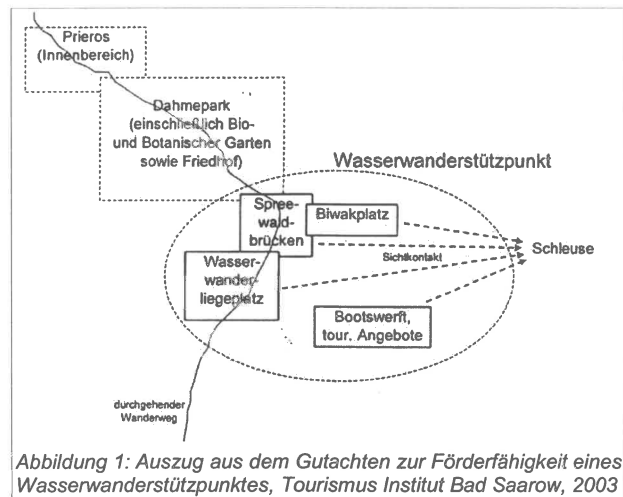 Prieros
(Innenbereich)
Dahmepark
(einschließlich Bio-
und Botanischer Garten
sowie Friedhof)
Wasserwanderstützpunkt
Spree-
wald-
brücken
Biwakplatz
Schleuse
Sichtkontakt
Wasser-
wander-
liegeplatz
Bootswerft,
tour. Angebote
durchgehender
Wanderweg
Abbildung 1: Auszug aus dem Gutachten zur Förderfähigkeit eines
Wasserwanderstützpunktes, Tourismus Institut Bad Saarow, 2003